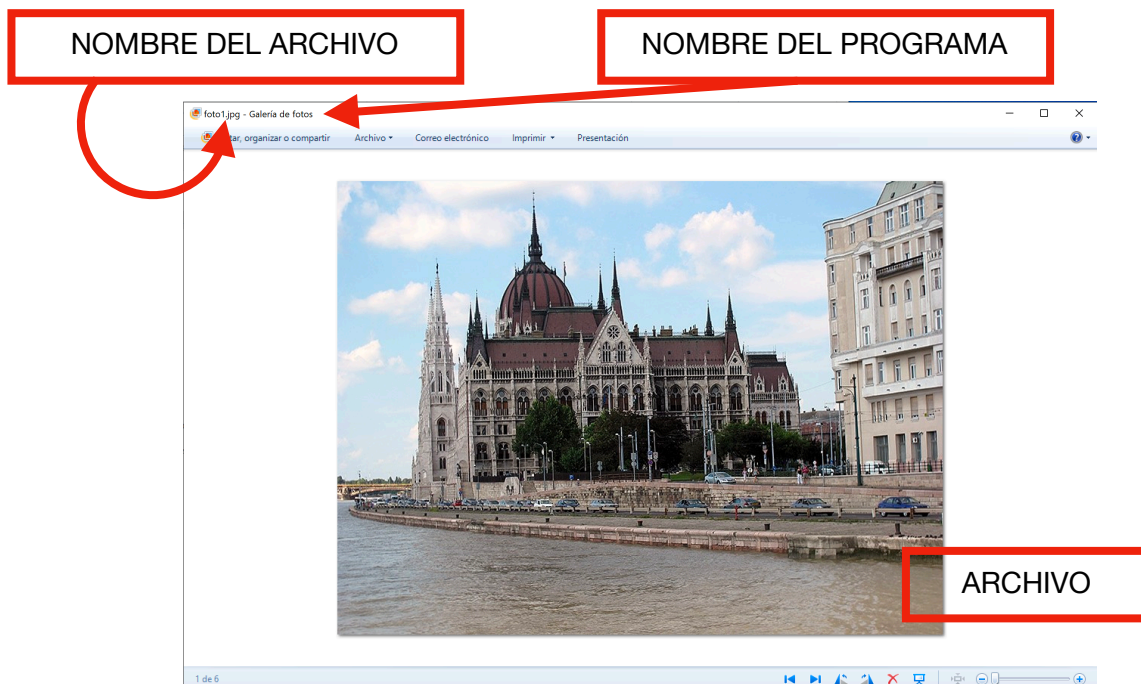 NOMBRE DEL ARCHIVO
NOMBRE DEL PROGRAMA
foto1.jpg - Galería de fotos
tar, organizar o compartir Archivo Correo electrónico Imprimir Presentación
ARCHIVO
1 de 6